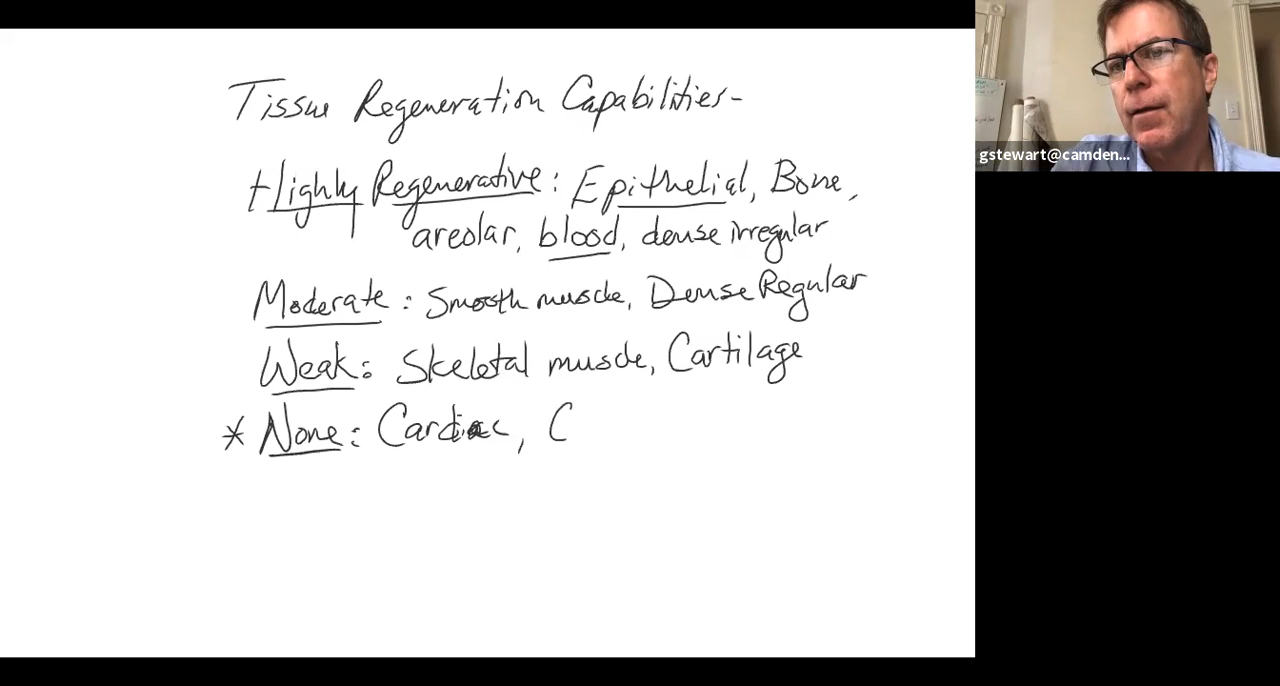 Tissue Regeneration Capabilities-
Highly Regenerative: Epithelial, Bone,
areolar, blood, dense irregular
Moderate: Smooth muscle, Dense Regular
Weak: Skeletal muscle, Cartilage
* None: Cardiac, C
gstewart@camden...